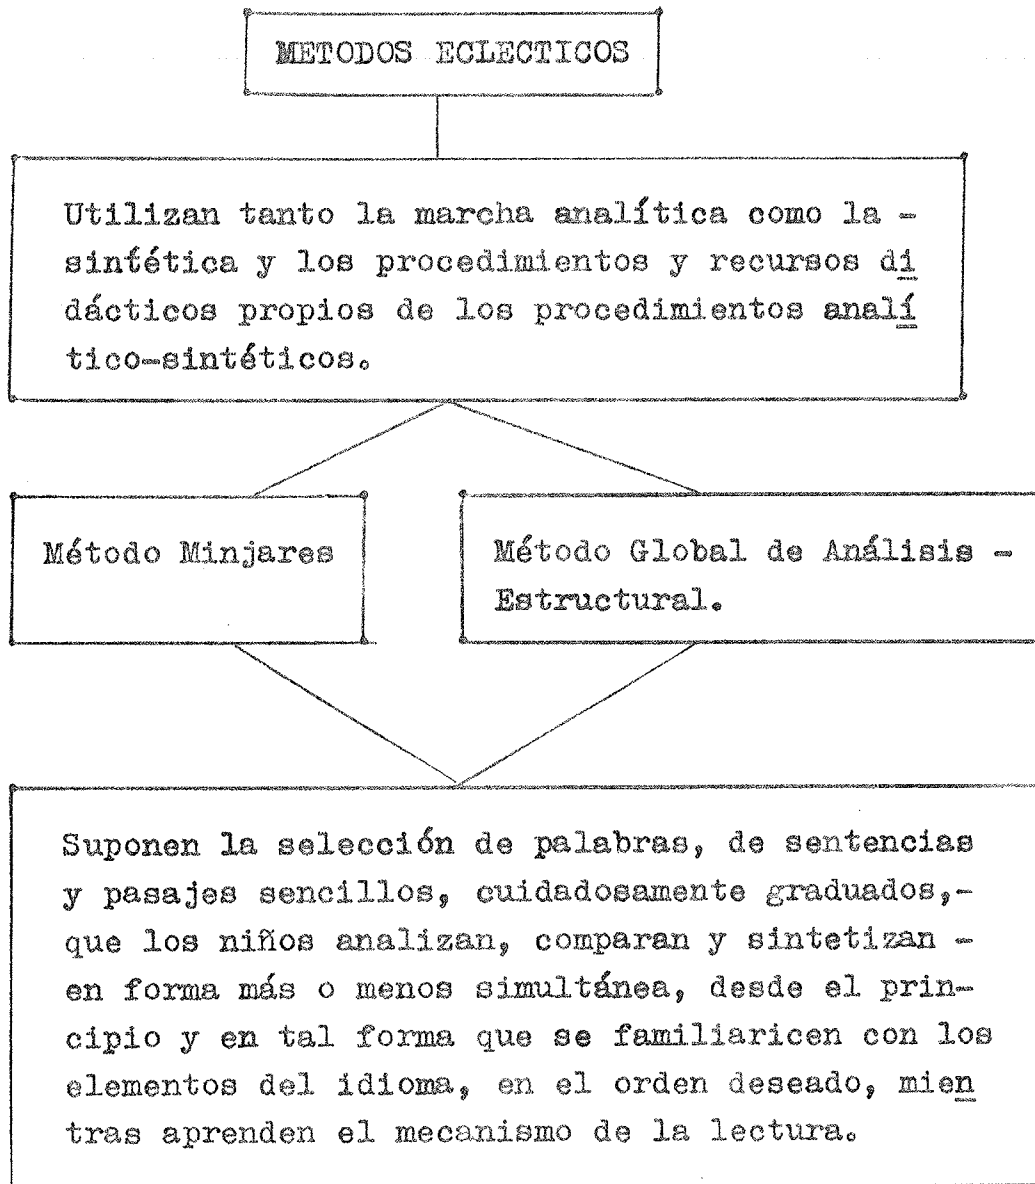 METODOS ECLECTICOS
Utilizan tanto la marcha analítica como la -
sintética y los procedimientos y recursos di
dácticos propios de los procedimientos analí
tico-sintéticos.
Método Minjares
Método Global de Análisis -
Estructural.
Suponen la selección de palabras, de sentencias
y pasajes sencillos, cuidadosamente graduados,-
que los niños analizan, comparan y sintetizan -
en forma más o menos simultánea, desde el prin-
cipio y en tal forma que se familiaricen con los
elementos del idioma, en el orden deseado, mien
tras aprenden el mecanismo de la lectura.